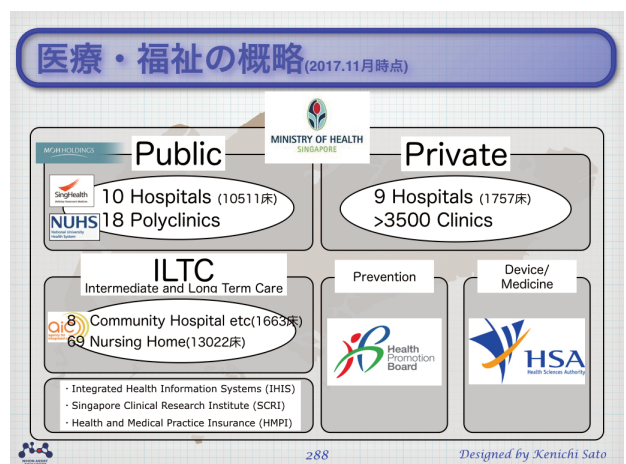 医療・福祉の概略(2017.11月時点)
MINISTRY OF HEALTH
SINGAPORE
MOH HOLDINGS
Public
SingHealth
NUHS
National University
Health System
10 Hospitals (10511床)
18 Polyclinics
Private
9 Hospitals (1757床)
>3500 Clinics
ILTC
Intermediate and Long Term Care
aic
8 Community Hospital etc(1663床)
69 Nursing Home(13022床)
・Integrated Health Information Systems (IHIS)
・Singapore Clinical Research Institute (SCRI)
・Health and Medical Practice Insurance (HMPI)
Prevention
Health
Promotion
Board
Device/
Medicine
HSA
Health Sciences Authority
288
Designed by Kenichi Sato